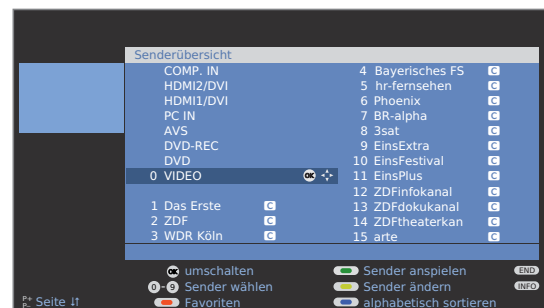 Senderübersicht
COMP. IN
HDMI2/DVI
HDMI1/DVI
PC IN
AVS
DVD-REC
DVD
0 VIDEO OK
1 Das Erste C
2 ZDF C
3 WDR Köln C
4 Bayerisches FS C
5 hr-fernsehen C
6 Phoenix C
7 BR-alpha C
8 3sat C
9 EinsExtra C
10 EinsFestival C
11 EinsPlus C
12 ZDFinfokanal C
13 ZDFdokukanal C
14 ZDFtheaterkan C
15 arte C
OK umschalten
Sender anspielen END
0-9 Sender wählen
Sender ändern INFO
P+ P- Seite
Favoriten
alphabetisch sortieren